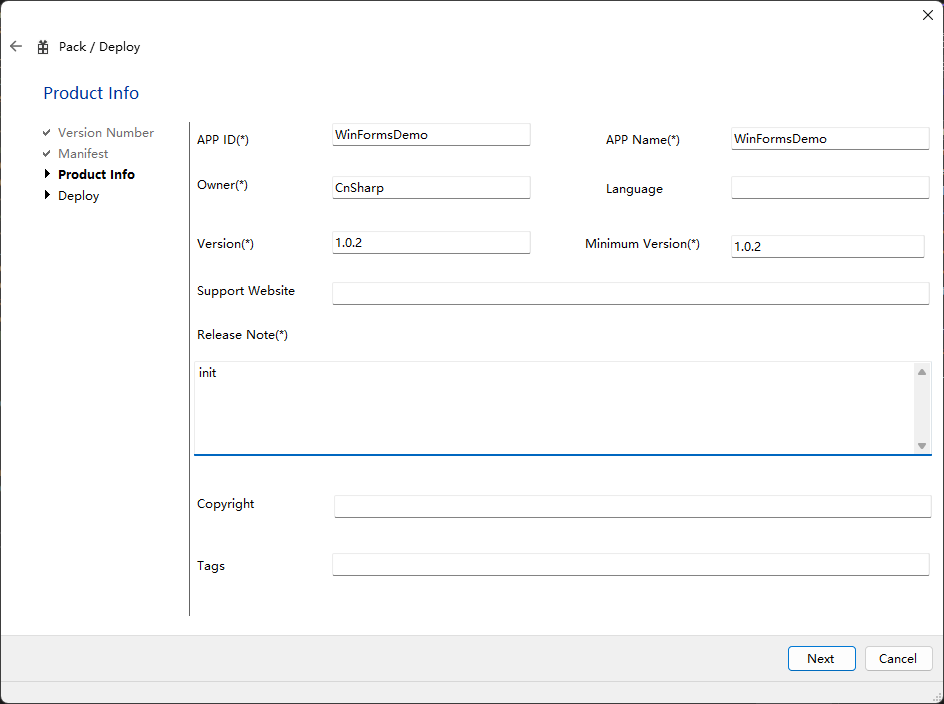 Pack / Deploy
Product Info
Version Number
Manifest
Product Info
Deploy
APP ID(*) WinFormsDemo APP Name(*) WinFormsDemo
Owner(*) CnSharp Language
Version(*) 1.0.2 Minimum Version(*) 1.0.2
Support Website
Release Note(*)
init
Copyright
Tags
Next Cancel